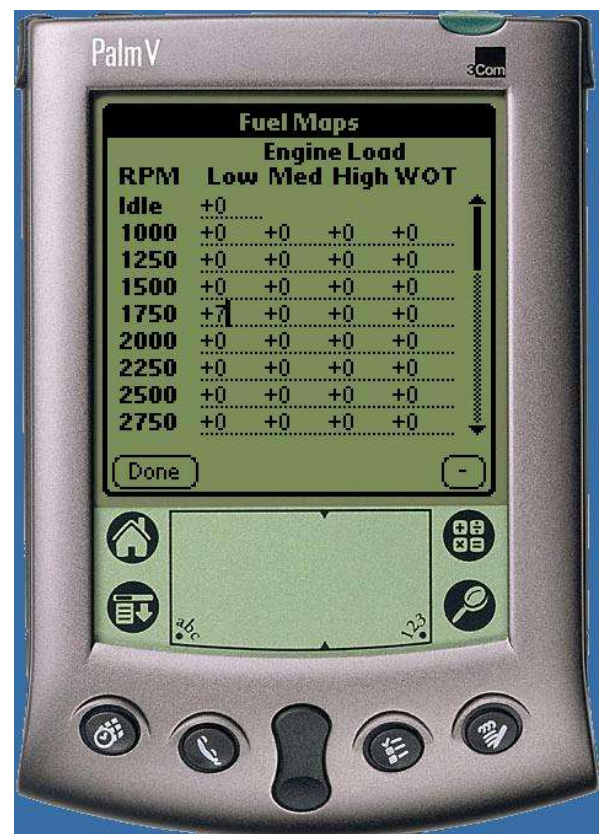 PalmV
3Com
Fuel Maps
Engine Load
RPM Low Med High WOT
Idle +0
1000 +0 +0 +0 +0
1250 +0 +0 +0 +0
1500 +0 +0 +0 +0
1750 +7 +0 +0 +0
2000 +0 +0 +0 +0
2250 +0 +0 +0 +0
2500 +0 +0 +0 +0
2750 +0 +0 +0 +0
Done -
abc 123